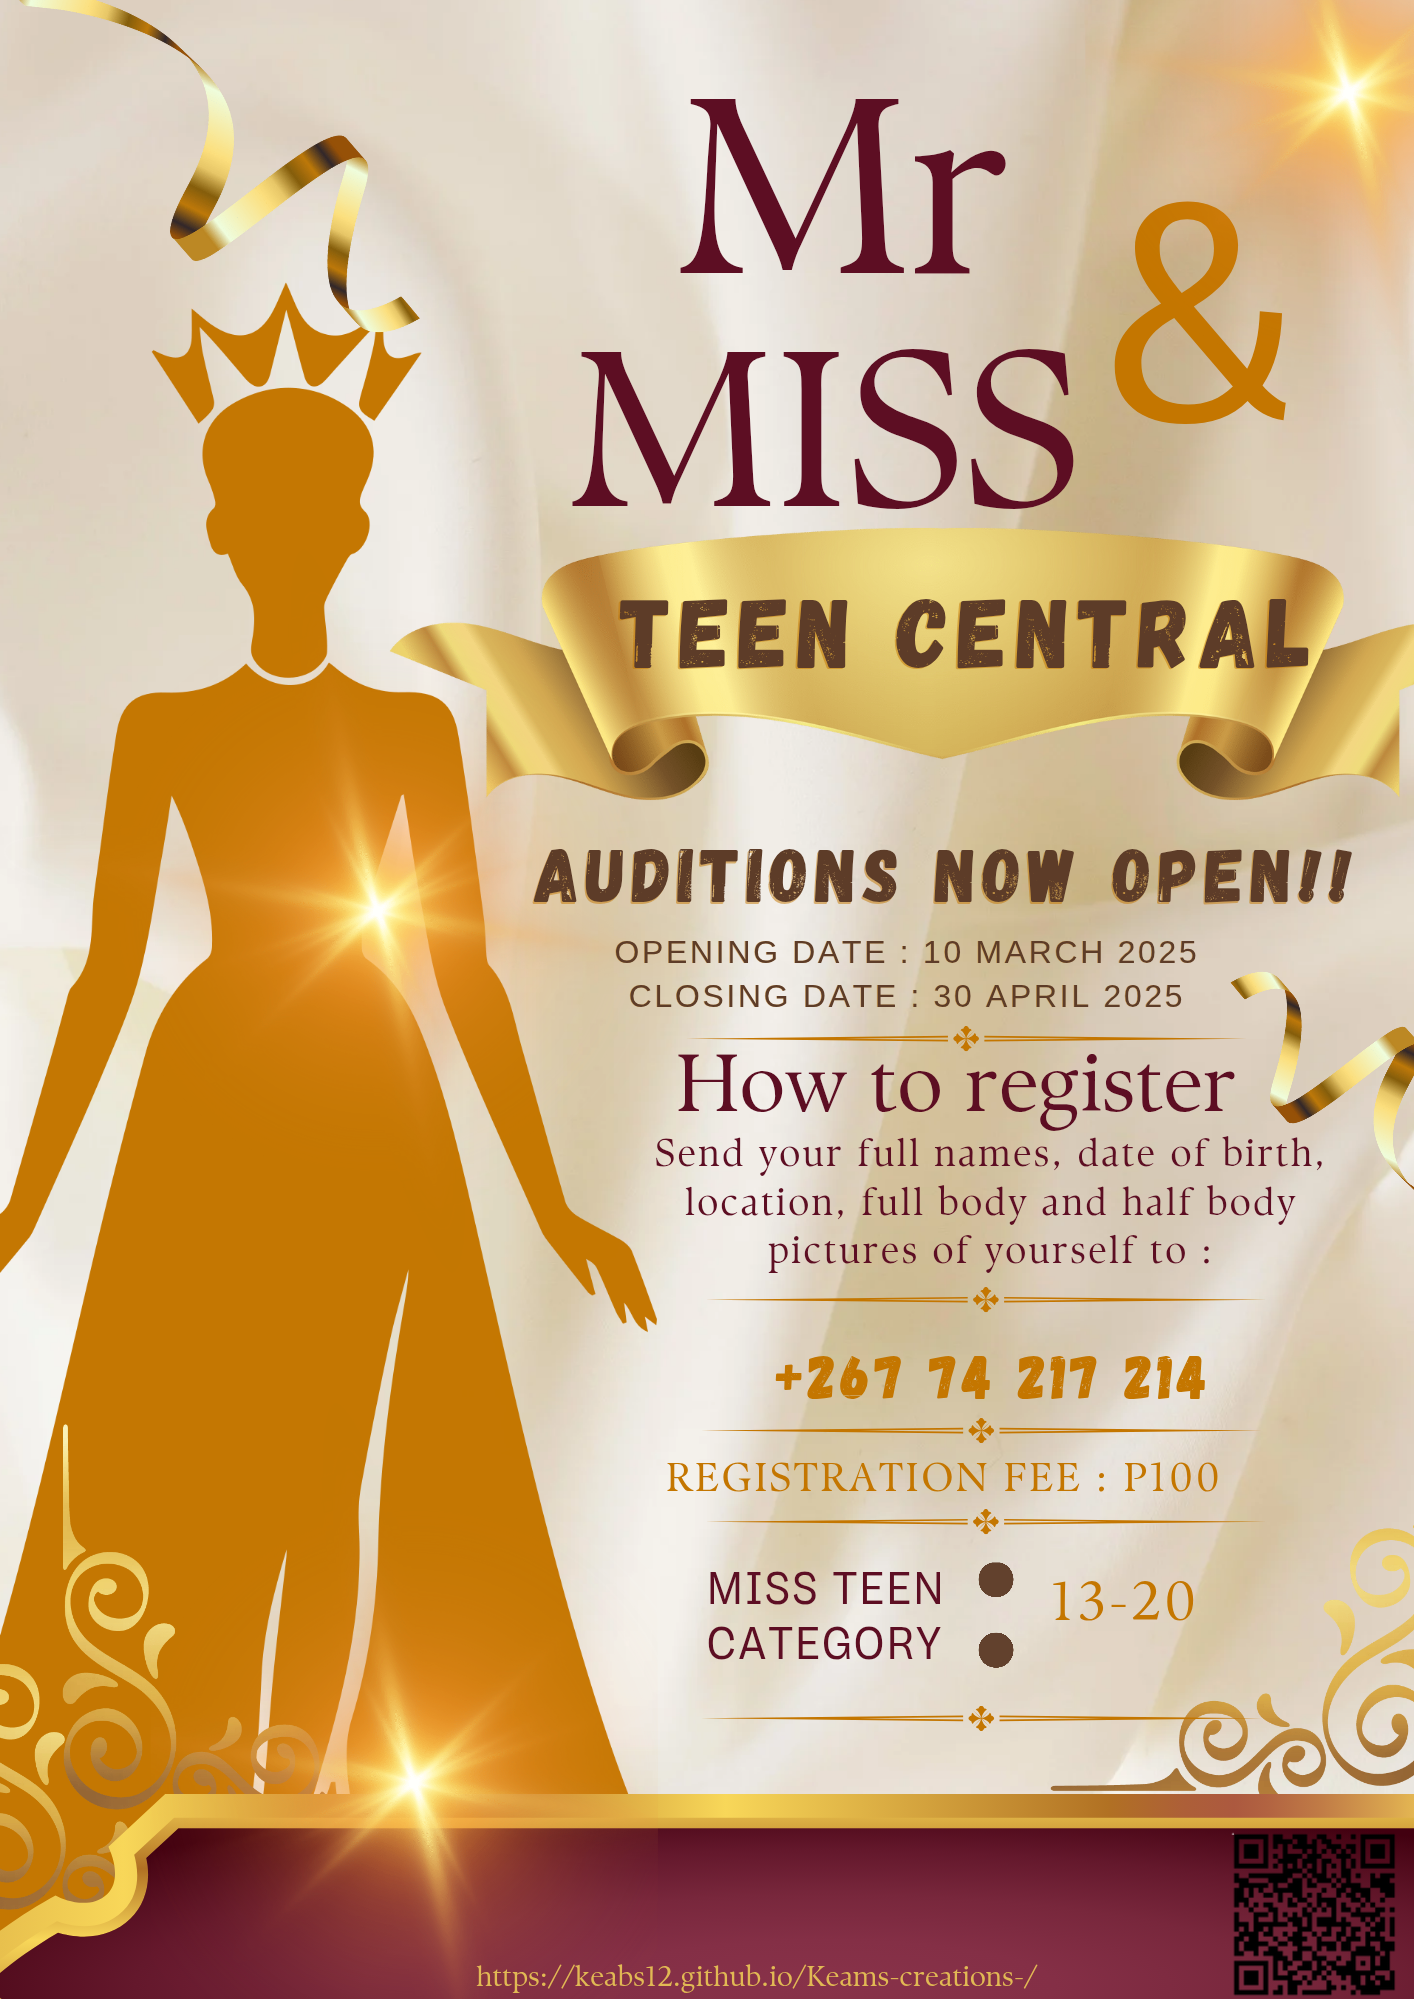 Mr
&
MISS
TEEN CENTRAL
AUDITIONS NOW OPEN!!
OPENING DATE : 10 MARCH 2025
CLOSING DATE : 30 APRIL 2025
How to register
Send your full names, date of birth,
location, full body and half body
pictures of yourself to :
+267 74 217 214
REGISTRATION FEE : P100
MISS TEEN
CATEGORY
13-20
https://keabs12.github.io/Keams-creations-/